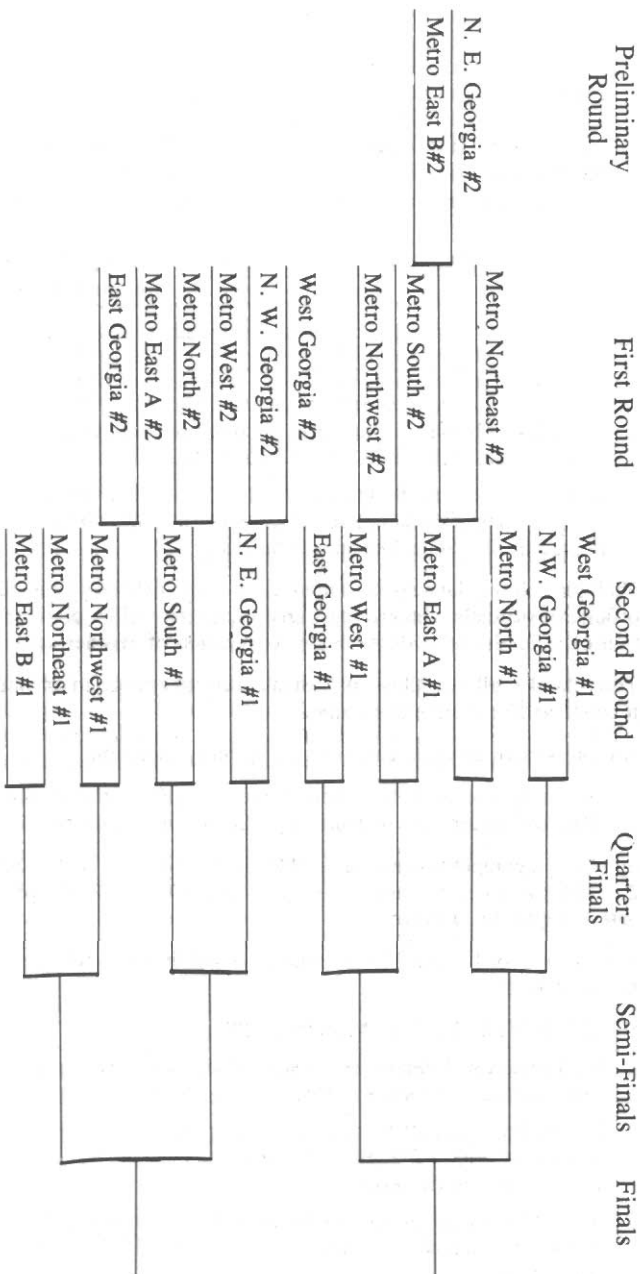 Preliminary
Round
First Round
Second Round
Quarter-
Finals
Semi-Finals
Finals
N. E. Georgia #2
Metro East B#2
Metro Northeast #2
Metro South #2
Metro Northwest #2
West Georgia #2
N. W. Georgia #2
Metro West #2
Metro North #2
Metro East A #2
East Georgia #2
West Georgia #1
N.W. Georgia #1
Metro North #1
Metro East A #1
Metro West #1
East Georgia #1
N. E. Georgia #1
Metro South #1
Metro Northwest #1
Metro Northeast #1
Metro East B #1